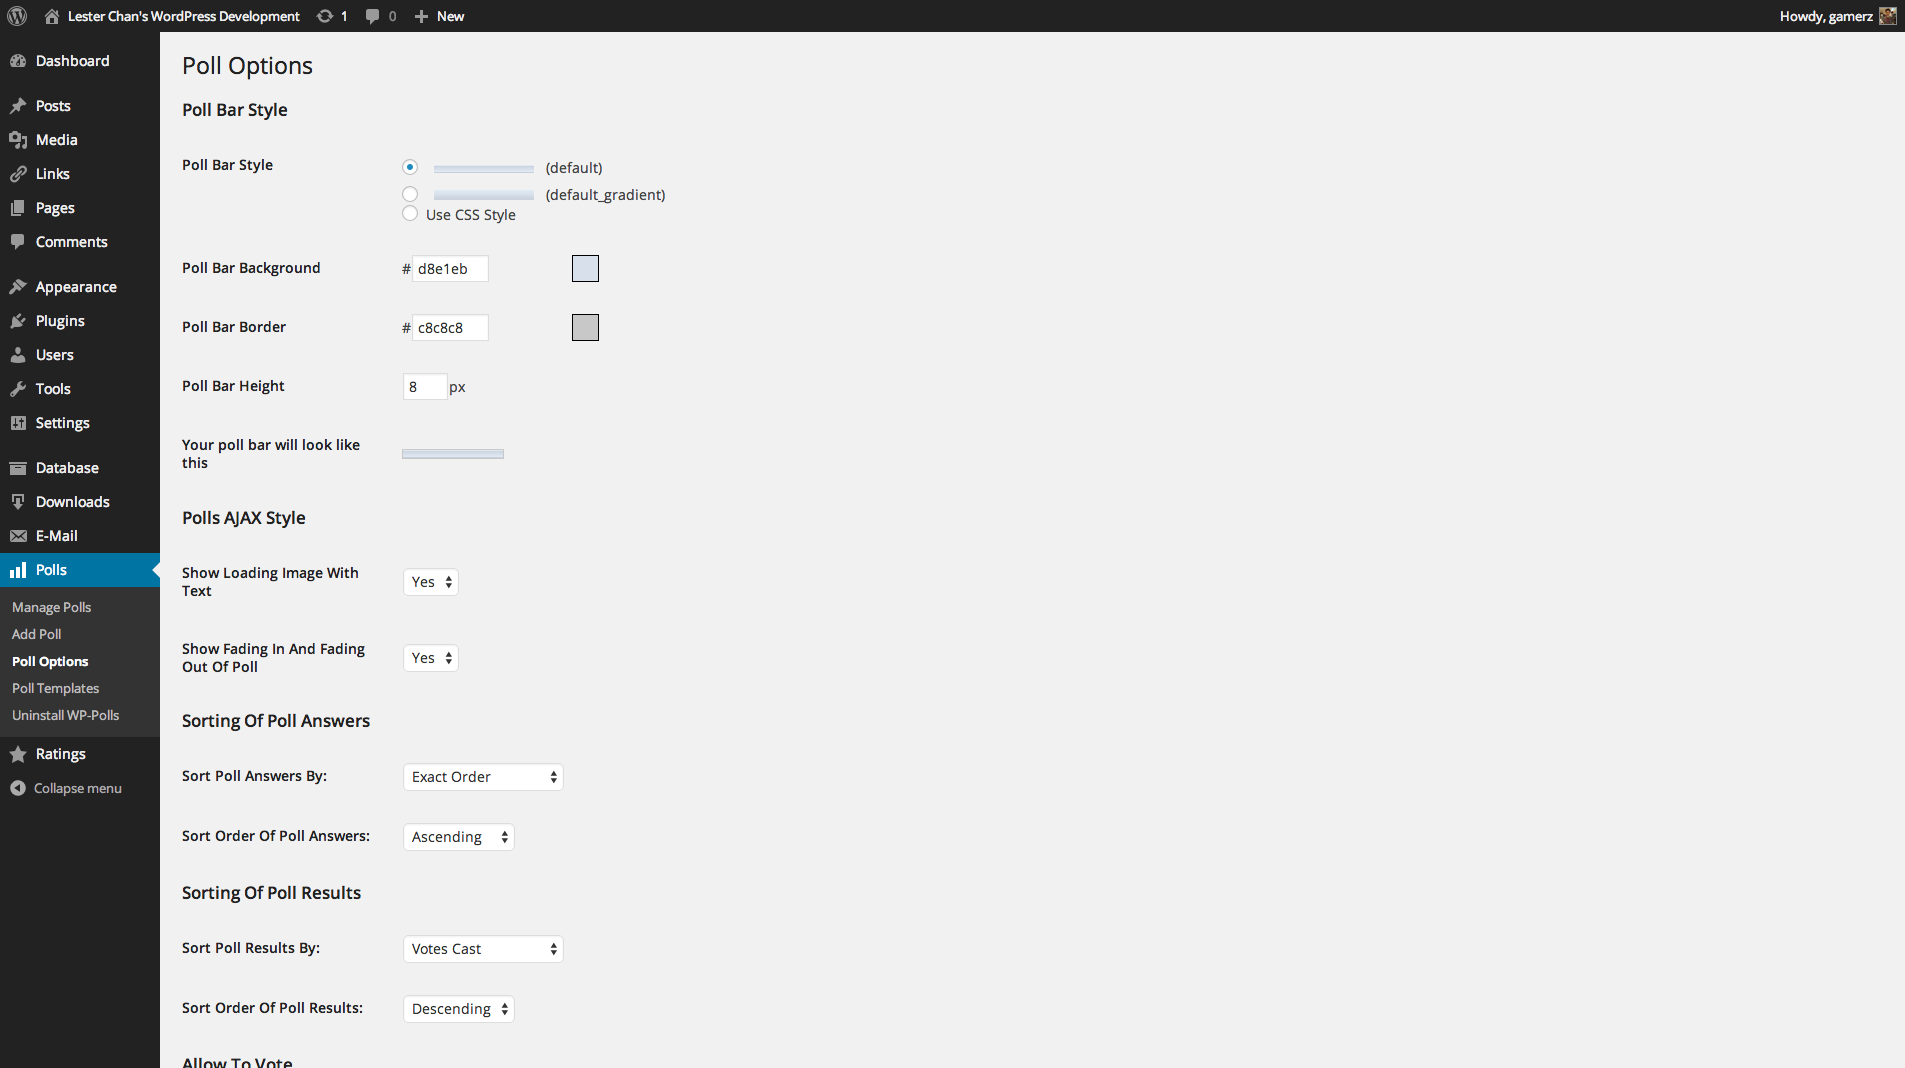 Lester Chan's WordPress Development 1 0 New Howdy, gamerz
Dashboard
Posts
Media
Links
Pages
Comments
Appearance
Plugins
Users
Tools
Settings
Database
Downloads
E-Mail
Polls
Manage Polls
Add Poll
Poll Options
Poll Templates
Uninstall WP-Polls
Ratings
Collapse menu
Poll Options
Poll Bar Style
Poll Bar Style
(default)
(default_gradient)
Use CSS Style
Poll Bar Background # d8e1eb
Poll Bar Border # c8c8c8
Poll Bar Height 8 px
Your poll bar will look like
this
Polls AJAX Style
Show Loading Image With
Text
Yes
Show Fading In And Fading
Out Of Poll
Yes
Sorting Of Poll Answers
Sort Poll Answers By: Exact Order
Sort Order Of Poll Answers: Ascending
Sorting Of Poll Results
Sort Poll Results By: Votes Cast
Sort Order Of Poll Results: Descending
Allow To Vote